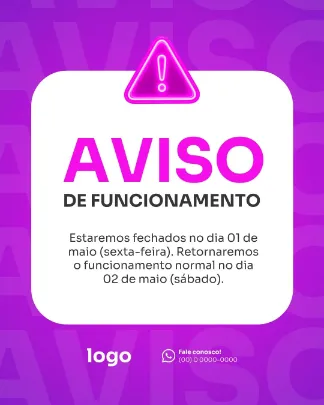 AVISO
DE FUNCIONAMENTO
Estaremos fechados no dia 01 de
maio (sexta-feira). Retornaremos
o funcionamento normal no dia
02 de maio (sábado).
logo
Fale conosco!
(00) 0 0000-0000